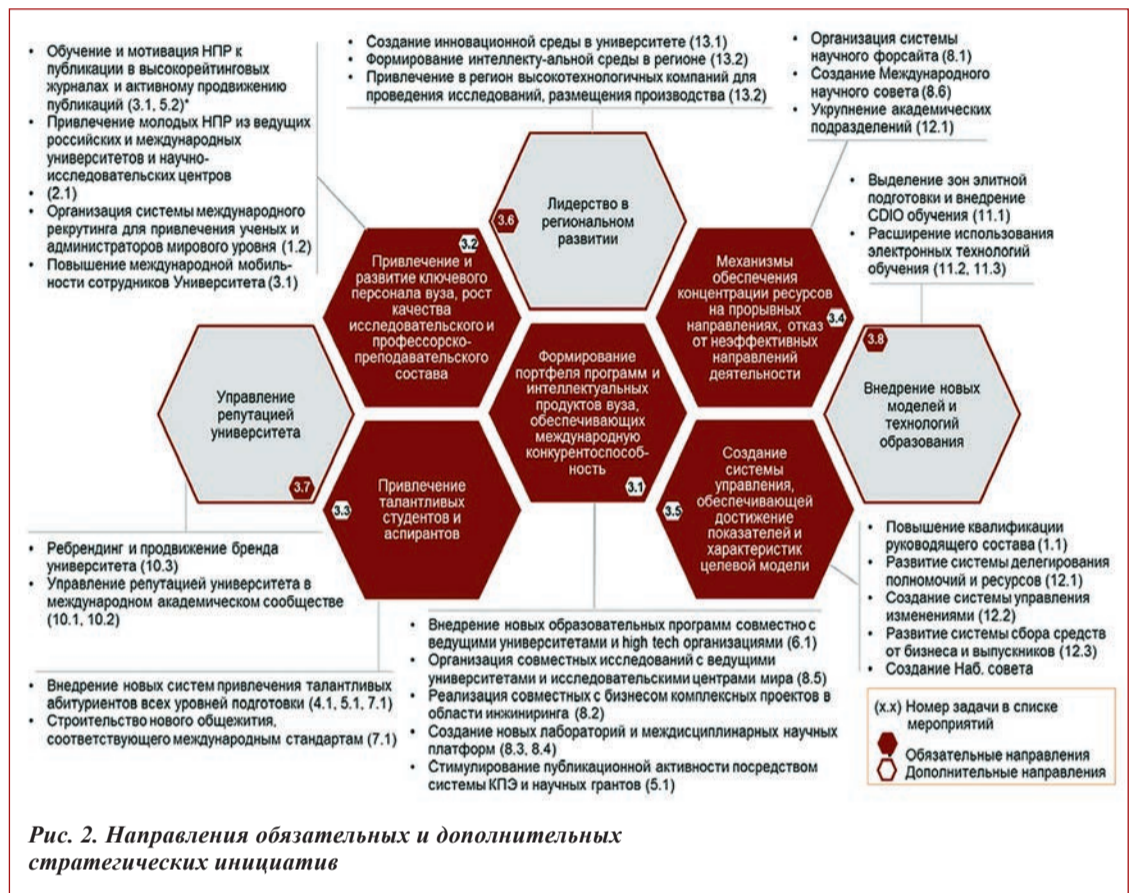 • Обучение и мотивация НПР к
публикации в высокорейтинговых
журналах и активному продвижению
публикаций (3.1, 5.2)*
• Привлечение молодых НПР из ведущих
российских и международных
университетов и научно-
исследовательских центров
• (2.1)
• Организация системы международного
рекрутинга для привлечения ученых и
администраторов мирового уровня (1.2)
• Повышение международной мобиль-
ности сотрудников Университета (3.1)
• Создание инновационной среды в университете (13.1)
• Формирование интеллекту-альной среды в регионе (13.2)
• Привлечение в регион высокотехнологичных компаний для
проведения исследований, размещения производства (13.2)
• Организация системы
научного форсайта (8.1)
• Создание Международного
научного совета (8.6)
• Укрупнение академических
подразделений (12.1)
• Выделение зон элитной
подготовки и внедрение
CDIO обучения (11.1)
• Расширение использования
электронных технологий
обучения (11.2, 11.3)
3.6
Лидерство в
региональном
развитии
3.2
Привлечение и
развитие ключевого
персонала вуза, рост
качества
исследовательского и
профессорско-
преподавательского
состава
Механизмы
обеспечения
концентрации ресурсов
на прорывных
направлениях, отказ
от неэффективных
направлений
деятельности
3.4
3.8
Внедрение новых
моделей и
технологий
образования
Управление
репутацией
университета
3.7
Формирование
портфеля программ и
интеллектуальных
продуктов вуза,
обеспечивающих
международную
конкурентоспособ-
ность
3.1
3.3
Привлечение
талантливых
студентов и
аспирантов
3.5
Создание
системы
управления,
обеспечивающей
достижение
показателей и
характеристик
целевой модели
• Ребрендинг и продвижение бренда
университета (10.3)
• Управление репутацией университета в
международном академическом сообществе
(10.1, 10.2)
• Внедрение новых систем привлечения талантливых
абитуриентов всех уровней подготовки (4.1, 5.1, 7.1)
• Строительство нового общежития,
соответствующего международным стандартам (7.1)
• Внедрение новых образовательных программ совместно с
ведущими университетами и high tech организациями (6.1)
• Организация совместных исследований с ведущими
университетами и исследовательскими центрами мира (8.5)
• Реализация совместных с бизнесом комплексных проектов в
области инжиниринга (8.2)
• Создание новых лабораторий и междисциплинарных научных
платформ (8.3, 8.4)
• Стимулирование публикационной активности посредством
системы КПЭ и научных грантов (5.1)
• Повышение квалификации
руководящего состава (1.1)
• Развитие системы делегирования
полномочий и ресурсов (12.1)
• Создание системы управления
изменениями (12.2)
• Развитие системы сбора средств
от бизнеса и выпускников (12.3)
• Создание Наб. совета
(x.x) Номер задачи в списке
мероприятий
Обязательные направления
Дополнительные направления
Рис. 2. Направления обязательных и дополнительных
стратегических инициатив